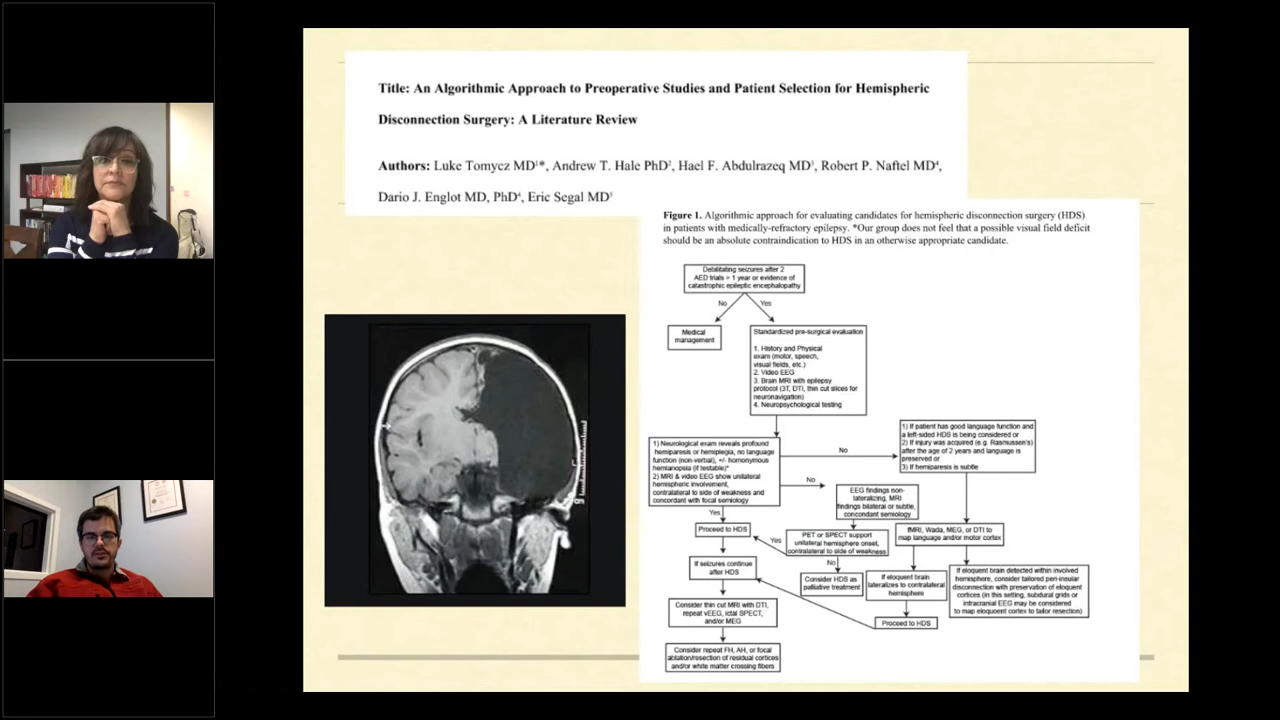 Title: An Algorithmic Approach to Preoperative Studies and Patient Selection for Hemispheric
Disconnection Surgery: A Literature Review
Authors: Luke Tomycz MD¹*, Andrew T. Hale PhD², Hael F. Abdulrazeq MD³, Robert P. Naftel MD⁴,
Dario J. Englot MD, PhD⁴, Eric Segal MD⁵
Figure 1. Algorithmic approach for evaluating candidates for hemispheric disconnection surgery (HDS)
in patients with medically-refractory epilepsy. *Our group does not feel that a possible visual field deficit
should be an absolute contraindication to HDS in an otherwise appropriate candidate.
Debilitating seizures after 2
AED trials > 1 year or evidence of
catastrophic epileptic encephalopathy
No
Yes
Medical
management
Standardized pre-surgical evaluation
1. History and Physical
exam (motor, speech,
visual fields, etc.)
2. Video EEG
3. Brain MRI with epilepsy
protocol (3T, DTI, thin cut slices for
neuronavigation)
4. Neuropsychological testing
1) Neurological exam reveals profound
hemiparesis or hemiplegia, no language
function (non-verbal), +/- homonymous
hemianopsia (if testable)*
2) MRI & video EEG show unilateral
hemispheric involvement,
contralateral to side of weakness and
concordant with focal semiology
No
1) If patient has good language function and
a left-sided HDS is being considered or
2) If injury was acquired (e.g. Rasmussen's)
after the age of 2 years and language is
preserved or
3) If hemiparesis is subtle
No
EEG findings non-
lateralizing, MRI
findings bilateral or subtle,
concordant semiology
Yes
Proceed to HDS
Yes
PET or SPECT support
unilateral hemisphere onset,
contralateral to side of weakness
fMRI, Wada, MEG, or DTI to
map language and/or motor cortex
If seizures continue
after HDS
No
Consider HDS as
palliative treatment
If eloquent brain
lateralizes to contralateral
hemisphere
If eloquent brain detected within involved
hemisphere, consider tailored peri-insular
disconnection with preservation of eloquent
cortices (in this setting, subdural grids or
intracranial EEG may be considered
to map eloquoent cortex to tailor resection)
Consider thin cut MRI with DTI,
repeat vEEG, ictal SPECT,
and/or MEG
Proceed to HDS
Consider repeat FH, AH, or focal
ablation/resection of residual cortices
and/or white matter crossing fibers